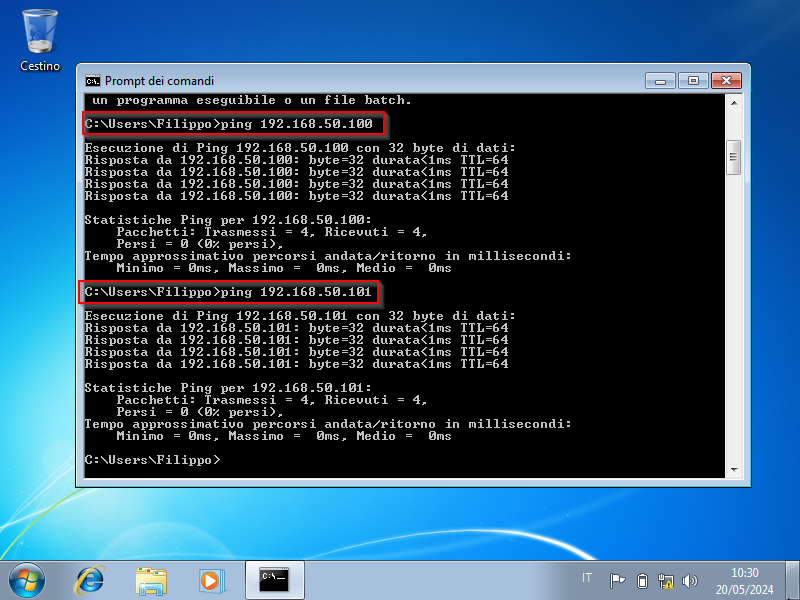 Cestino
Prompt dei comandi
un programma eseguibile o un file batch.
C:\Users\Filippo>ping 192.168.50.100
Esecuzione di Ping 192.168.50.100 con 32 byte di dati:
Risposta da 192.168.50.100: byte=32 durata<1ms TTL=64
Risposta da 192.168.50.100: byte=32 durata<1ms TTL=64
Risposta da 192.168.50.100: byte=32 durata<1ms TTL=64
Risposta da 192.168.50.100: byte=32 durata<1ms TTL=64
Statistiche Ping per 192.168.50.100:
Pacchetti: Trasmessi = 4, Ricevuti = 4,
Persi = 0 (0% persi),
Tempo approssimativo percorsi andata/ritorno in millisecondi:
Minimo = 0ms, Massimo =  0ms, Medio =  0ms
C:\Users\Filippo>ping 192.168.50.101
Esecuzione di Ping 192.168.50.101 con 32 byte di dati:
Risposta da 192.168.50.101: byte=32 durata<1ms TTL=64
Risposta da 192.168.50.101: byte=32 durata<1ms TTL=64
Risposta da 192.168.50.101: byte=32 durata<1ms TTL=64
Risposta da 192.168.50.101: byte=32 durata<1ms TTL=64
Statistiche Ping per 192.168.50.101:
Pacchetti: Trasmessi = 4, Ricevuti = 4,
Persi = 0 (0% persi),
Tempo approssimativo percorsi andata/ritorno in millisecondi:
Minimo = 0ms, Massimo =  0ms, Medio =  0ms
C:\Users\Filippo>
IT
10:30
20/05/2024